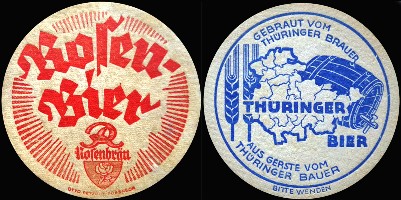 Rosen-
Bier
Rosenbräu
GEBRAUT VOM
THÜRINGER BRAUER
THÜRINGER
BIER
AUS GERSTE VOM
THÜRINGER BAUER
BITTE WENDEN